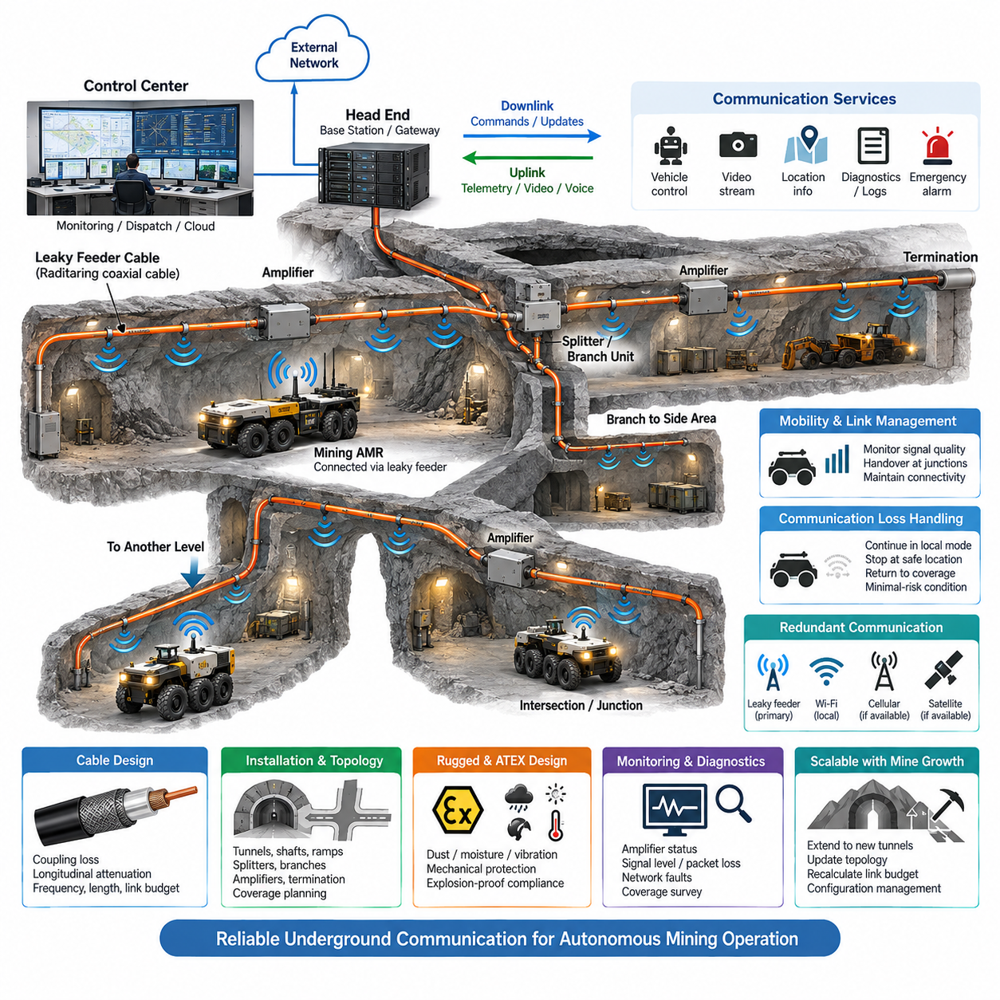 External
Network
Control Center
Head End
Base Station / Gateway
Downlink
Commands / Updates
Uplink
Telemetry / Video / Voice
Communication Services
Vehicle
control
Video
stream
Location
info
Diagnostics
/ Logs
Emergency
alarm
Monitoring / Dispatch / Cloud
Leaky Feeder Cable
(Raditaring coaxial cable)
Amplifier
Amplifier
Termination
Splitter /
Branch Unit
Branch to Side Area
Mining AMR
Connected via leaky feeder
Mobility & Link Management
Monitor signal quality
Handover at junctions
Maintain connectivity
Communication Loss Handling
Continue in local mode
Stop at safe location
Return to coverage
Minimal-risk condition
To Another Level
Amplifier
Intersection / Junction
Redundant Communication
Leaky feeder
(primary)
Wi-Fi
(local)
Cellular
(if available)
Satellite
(if available)
Cable Design
Coupling loss
Longitudinal attenuation
Frequency, length, link budget
Installation & Topology
Tunnels, shafts, ramps
Splitters, branches
Amplifiers, termination
Coverage planning
Rugged & ATEX Design
Ex
Dust / moisture / vibration
Mechanical protection
Explosion-proof compliance
Monitoring & Diagnostics
Amplifier status
Signal level / packet loss
Network faults
Coverage survey
Scalable with Mine Growth
Extend to new tunnels
Update topology
Recalculate link budget
Configuration management
Reliable Underground Communication for Autonomous Mining Operation